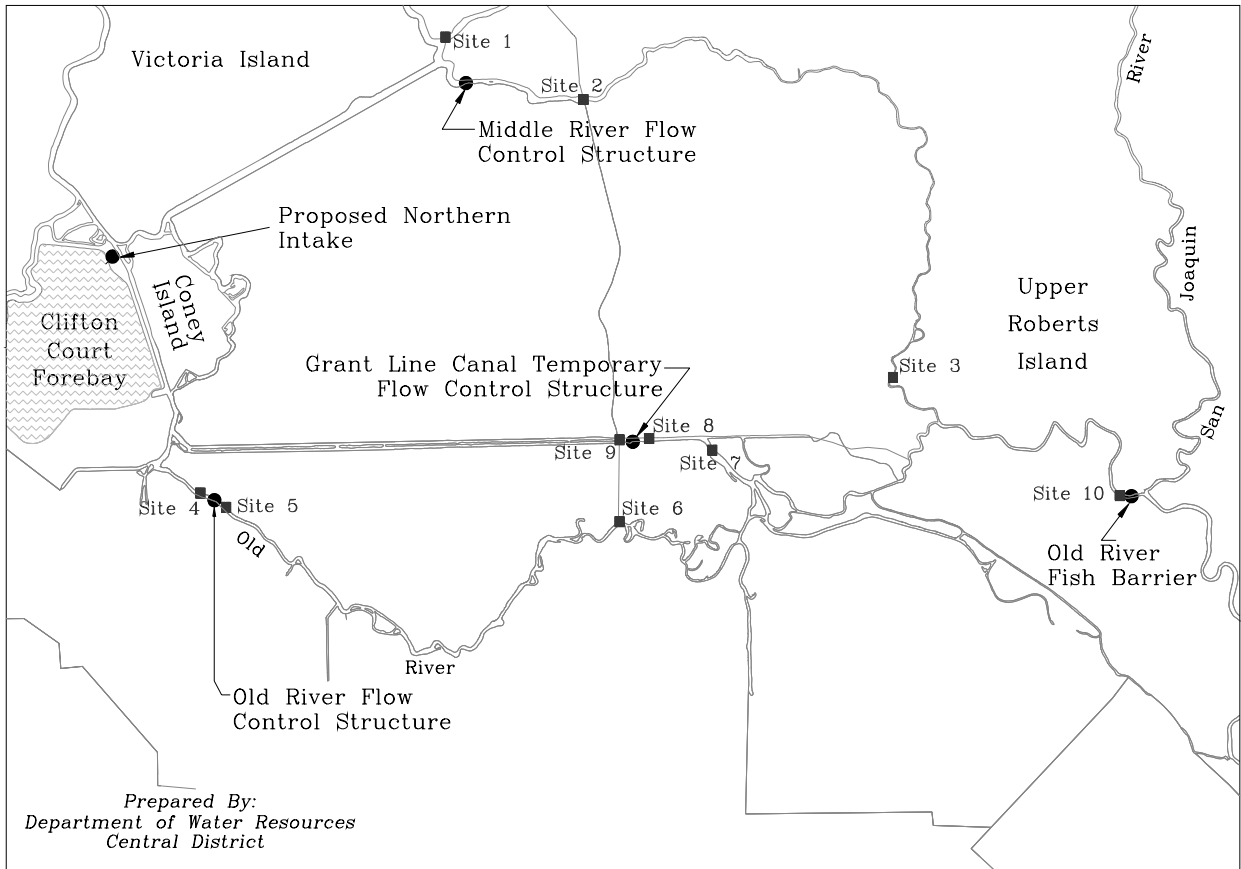 Victoria Island
Site 1
River
Site 2
Middle River Flow
Control Structure
Proposed Northern
Intake
Joaquin
Coney
Island
Upper
Roberts
Island
Clifton
Court
Forebay
Grant Line Canal Temporary
Flow Control Structure
Site 3
San
Site 8
Site 9
Site 7
Site 4
Site 5
Site 6
Site 10
Old
Old River
Fish Barrier
River
Old River Flow
Control Structure
Prepared By:
Department of Water Resources
Central District